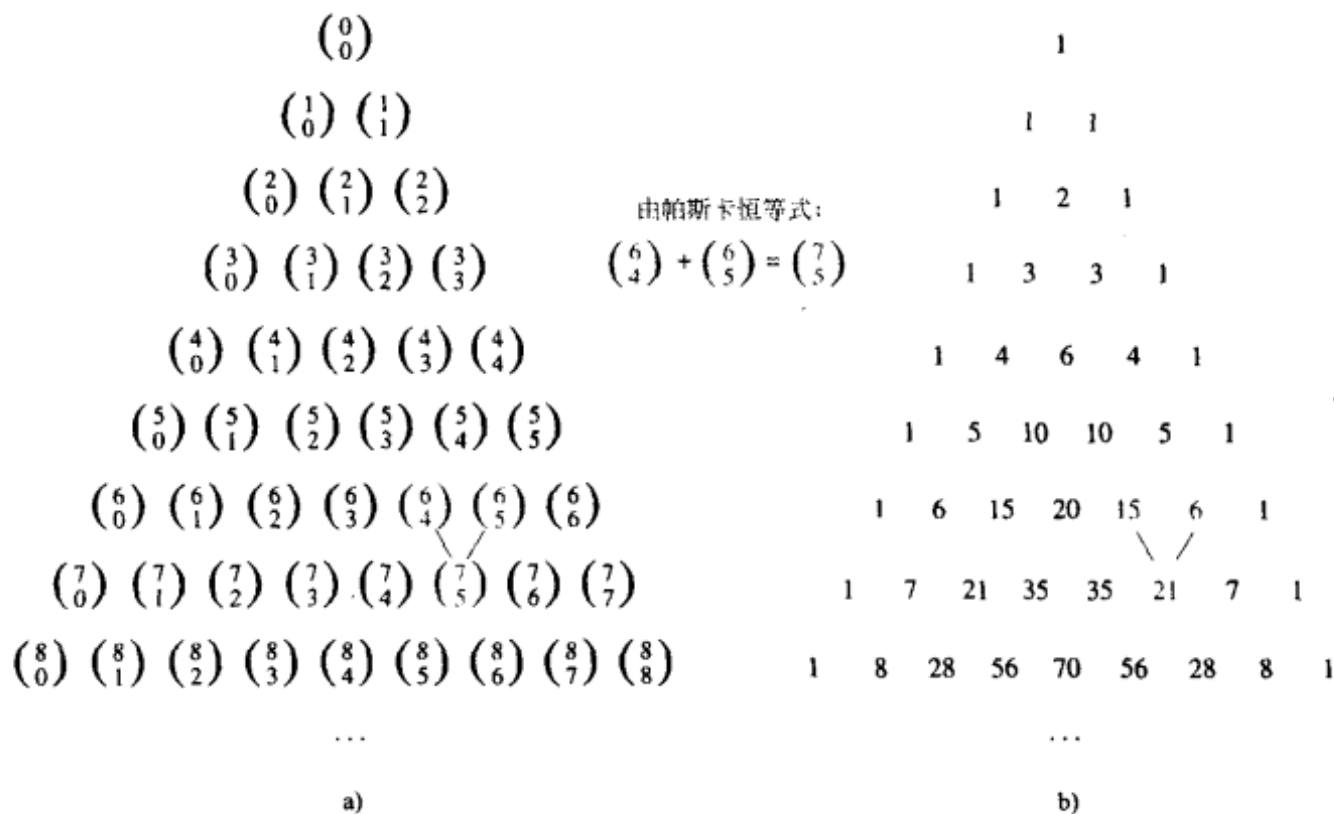 (0 0)
(1 0) (1 1)
(2 0) (2 1) (2 2)
(3 0) (3 1) (3 2) (3 3)
(4 0) (4 1) (4 2) (4 3) (4 4)
(5 0) (5 1) (5 2) (5 3) (5 4) (5 5)
(6 0) (6 1) (6 2) (6 3) (6 4) (6 5) (6 6)
(7 0) (7 1) (7 2) (7 3) (7 4) (7 5) (7 6) (7 7)
(8 0) (8 1) (8 2) (8 3) (8 4) (8 5) (8 6) (8 7) (8 8)
...
a)
由帕斯卡恒等式:
(6 4) + (6 5) = (7 5)
1
1 1
1 2 1
1 3 3 1
1 4 6 4 1
1 5 10 10 5 1
1 6 15 20 15 6 1
1 7 21 35 35 21 7 1
1 8 28 56 70 56 28 8 1
...
b)